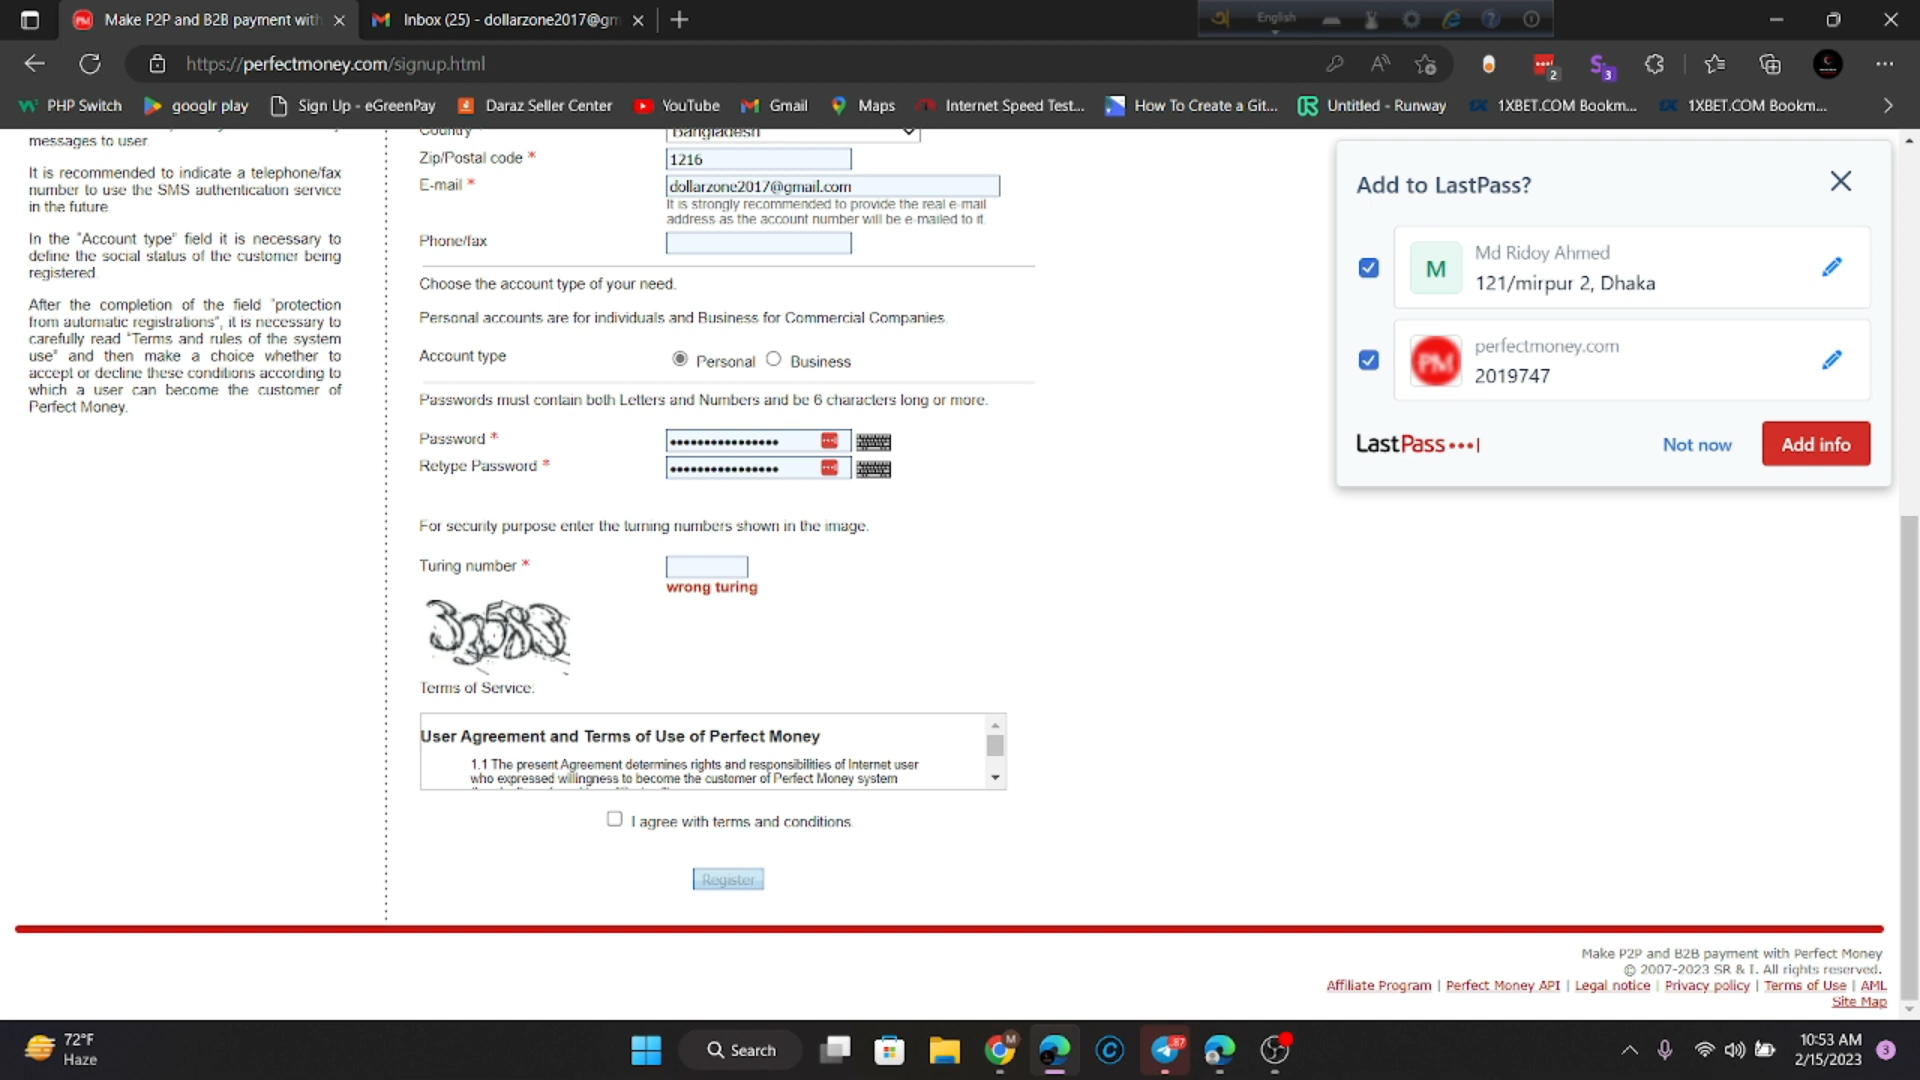 Make P2P and B2B payment with
Inbox (25) - dollarzone2017@gm
English
https://perfectmoney.com/signup.html
2
3
PHP Switch
googlr play
Sign Up - eGreenPay
Daraz Seller Center
YouTube
Gmail
Maps
Internet Speed Test...
How To Create a Git...
Untitled - Runway
1XBET.COM Bookm...
1XBET.COM Bookm...
messages to user.
It is recommended to indicate a telephone/fax
number to use the SMS authentication service
in the future.
In the "Account type" field it is necessary to
define the social status of the customer being
registered.
After the completion of the field "protection
from automatic registrations", it is necessary to
carefully read "Terms and rules of the system
use" and then make a choice whether to
accept or decline these conditions according to
which a user can become the customer of
Perfect Money.
Country *
Bangladesh
Zip/Postal code *
1216
E-mail *
dollarzone2017@gmail.com
It is strongly recommended to provide the real e-mail
address as the account number will be e-mailed to it.
Phone/fax
Choose the account type of your need.
Personal accounts are for individuals and Business for Commercial Companies.
Account type
Personal
Business
Passwords must contain both Letters and Numbers and be 6 characters long or more.
Password *
Retype Password *
For security purpose enter the turning numbers shown in the image.
Turing number *
wrong turing
Terms of Service:
User Agreement and Terms of Use of Perfect Money
1.1 The present Agreement determines rights and responsibilities of Internet user
who expressed willingness to become the customer of Perfect Money system
I agree with terms and conditions.
Register
Add to LastPass?
M
Md Ridoy Ahmed
121/mirpur 2, Dhaka
PM
perfectmoney.com
2019747
LastPass
Not now
Add info
Make P2P and B2B payment with Perfect Money
© 2007-2023 SR & I. All rights reserved.
Affiliate Program | Perfect Money API | Legal notice | Privacy policy | Terms of Use | AML
Site Map
72°F
Haze
Search
87
10:53 AM
2/15/2023
3